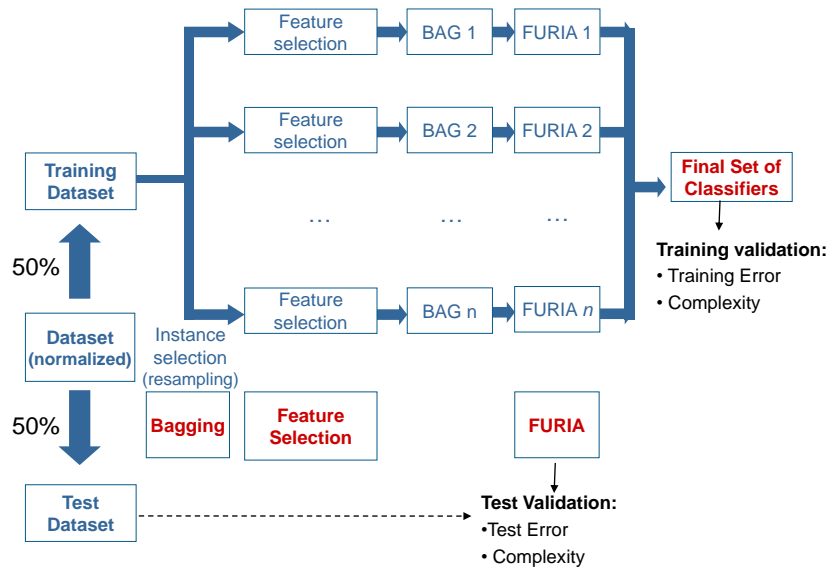 Feature
selection
BAG 1
FURIA 1
Feature
selection
BAG 2
FURIA 2
Training
Dataset
Final Set of
Classifiers
… … …
Training validation:
• Training Error
• Complexity
50%
Feature
selection
BAG n
FURIA n
Dataset
(normalized)
Instance
selection
(resampling)
50%
Bagging
Feature
Selection
FURIA
Test
Dataset
Test Validation:
•Test Error
• Complexity